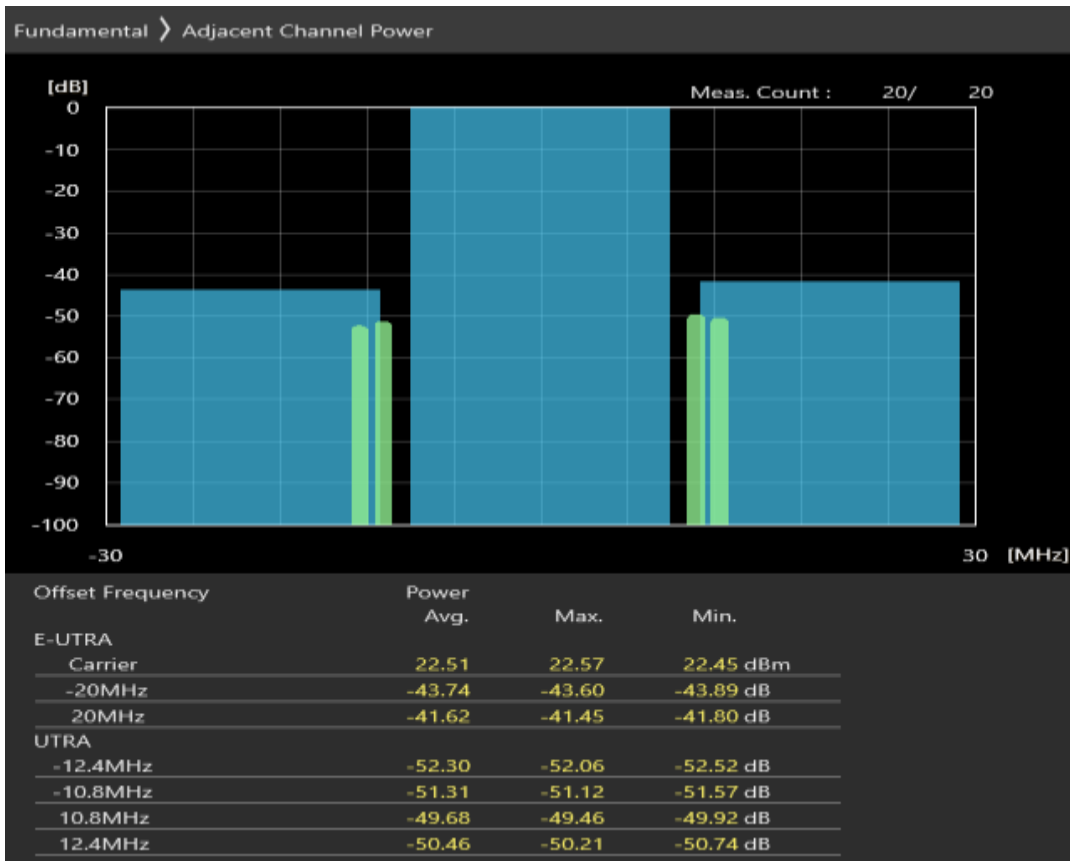 Fundamental ❯ Adjacent Channel Power
[dB]
Meas. Count : 20/ 20
0
-10
-20
-30
-40
-50
-60
-70
-80
-90
-100
-30 30 [MHz]
Offset Frequency Power
Avg. Max. Min.
E-UTRA
Carrier 22.51 22.57 22.45 dBm
-20MHz -43.74 -43.60 -43.89 dB
20MHz -41.62 -41.45 -41.80 dB
UTRA
-12.4MHz -52.30 -52.06 -52.52 dB
-10.8MHz -51.31 -51.12 -51.57 dB
10.8MHz -49.68 -49.46 -49.92 dB
12.4MHz -50.46 -50.21 -50.74 dB